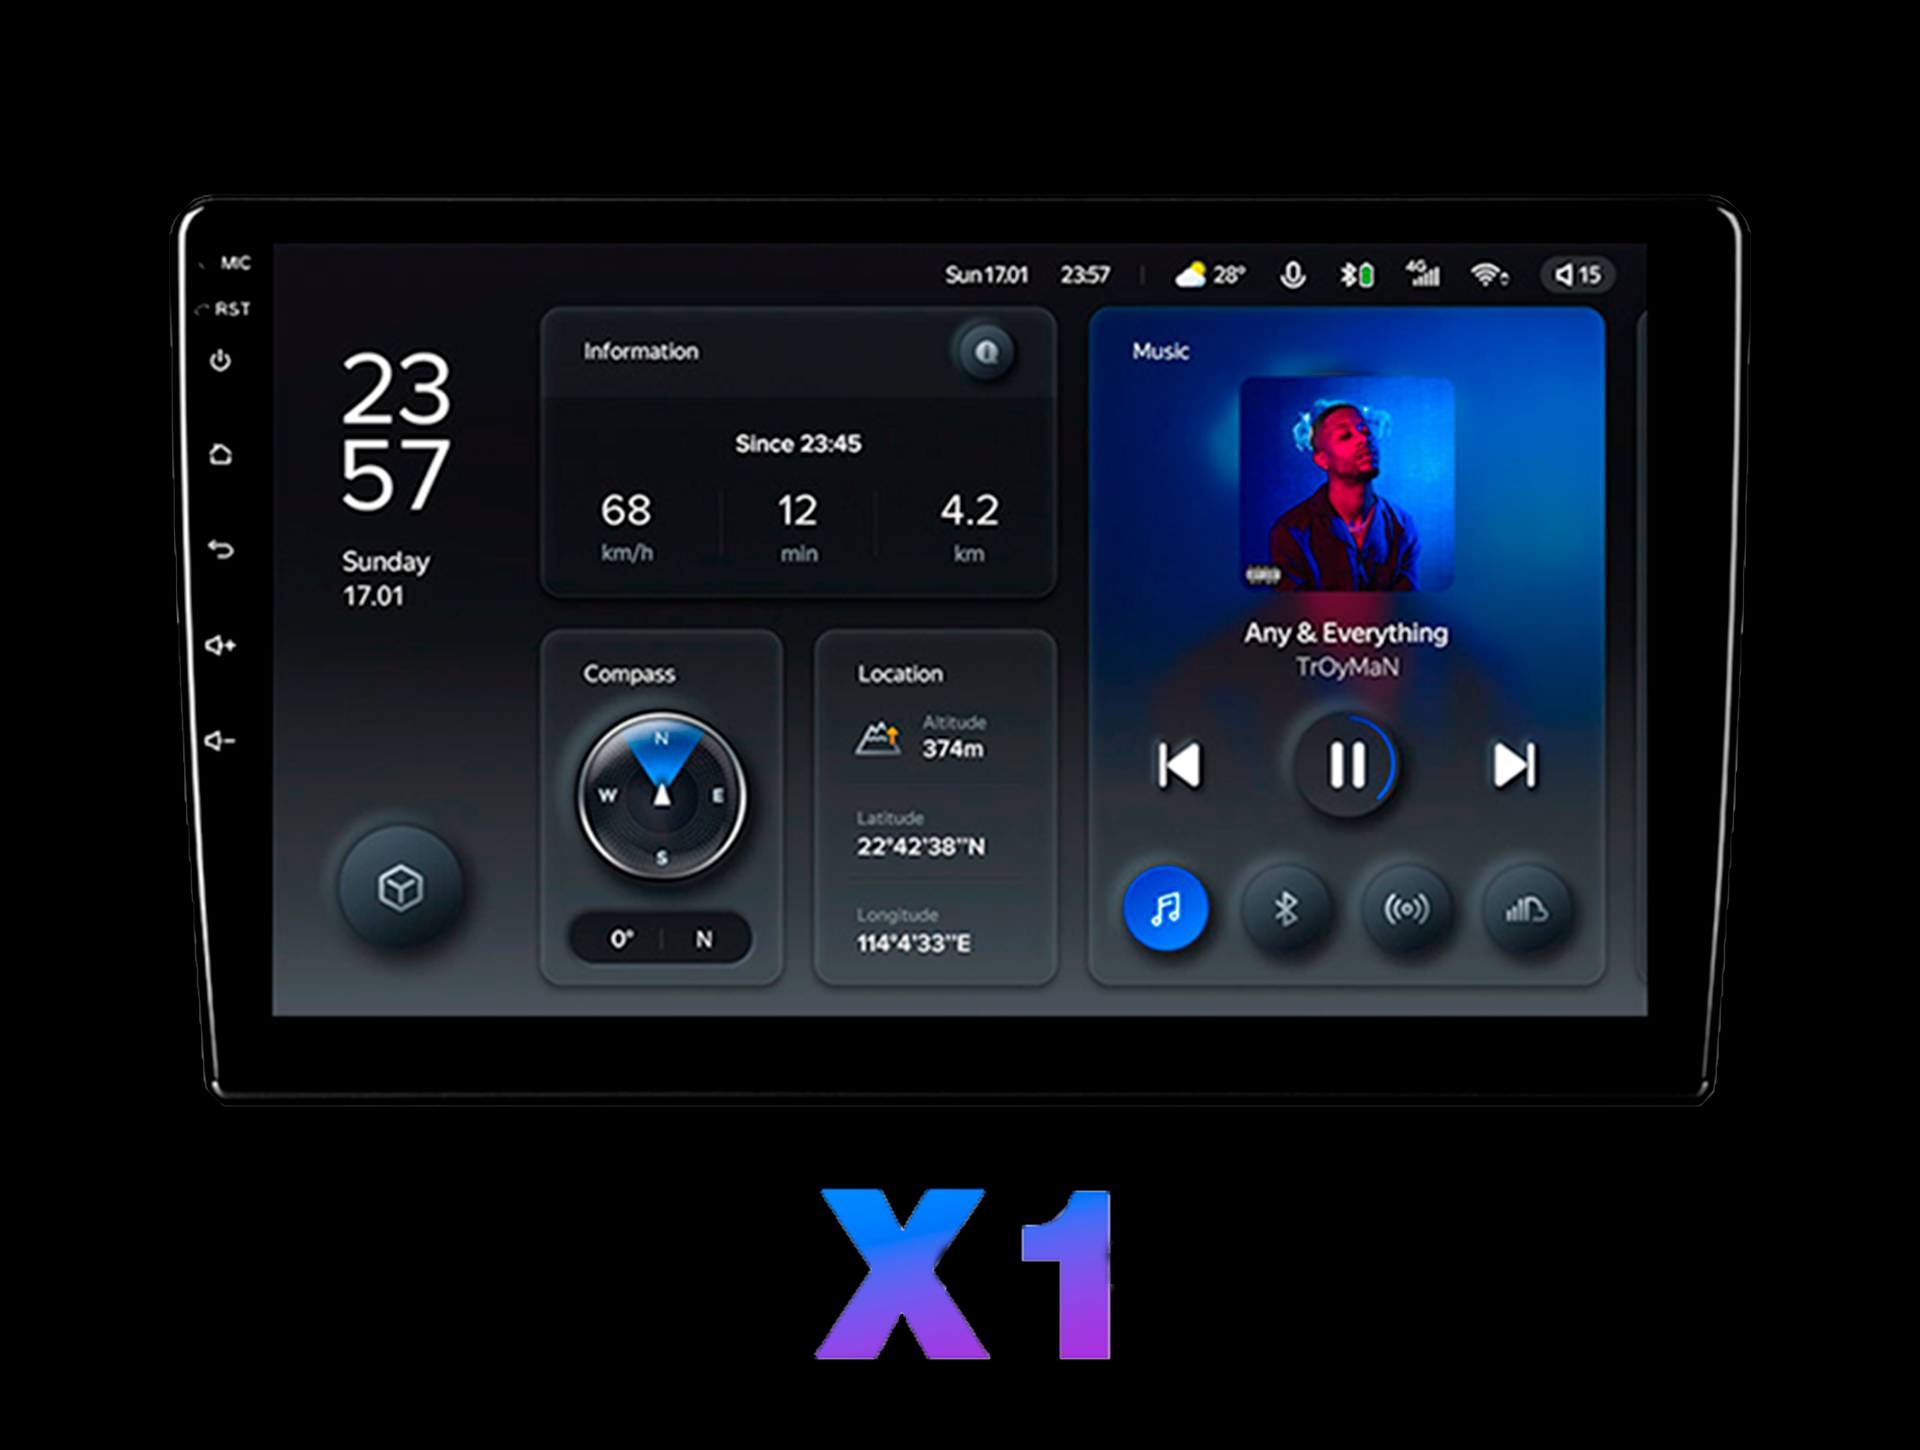 MIC
RST
Sun 17.01 23:57 28° 4G 15
23
57
Sunday
17.01
Information
Since 23:45
68 12 4.2
km/h min km
Compass
N
W E
S
0° N
Location
Altitude
374m
Latitude
22°42'38"N
Longitude
114°4'33"E
Music
Any & Everything
TrOyMaN
X1